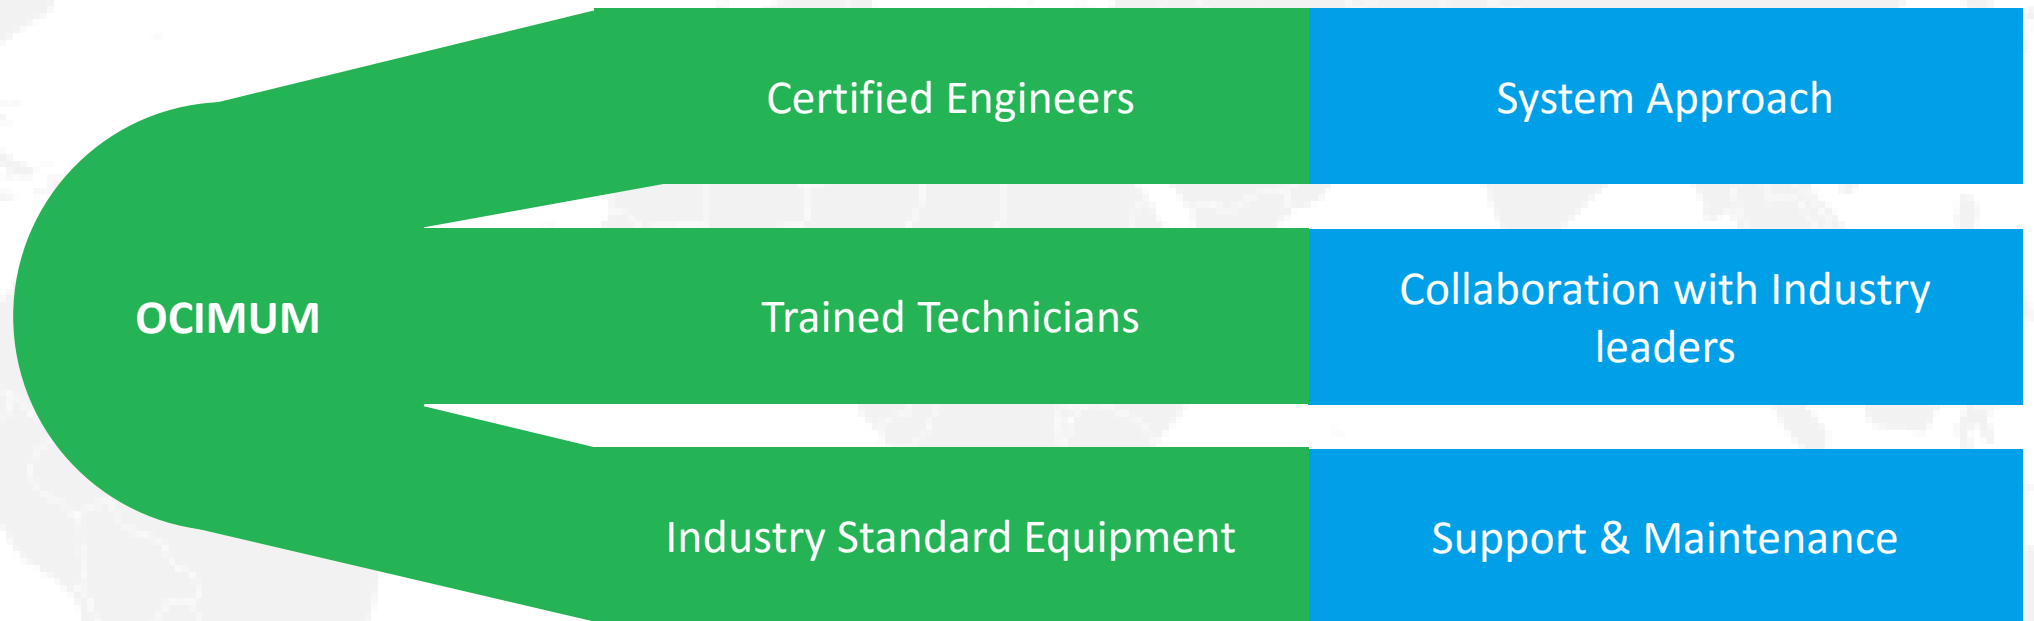 Certified Engineers
System Approach
OCIMUM
Trained Technicians
Collaboration with Industry
leaders
Industry Standard Equipment
Support & Maintenance